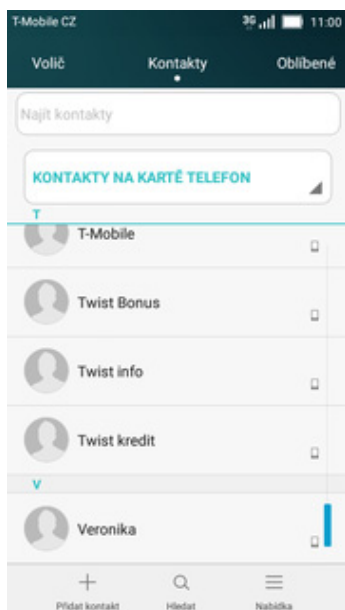 T-Mobile CZ 3G 11:00
Volič Kontakty Oblíbené
Najít kontakty
KONTAKTY NA KARTĚ TELEFON
T
T-Mobile
Twist Bonus
Twist info
Twist kredit
V
Veronika
Přidat kontakt Hledat Nabídka